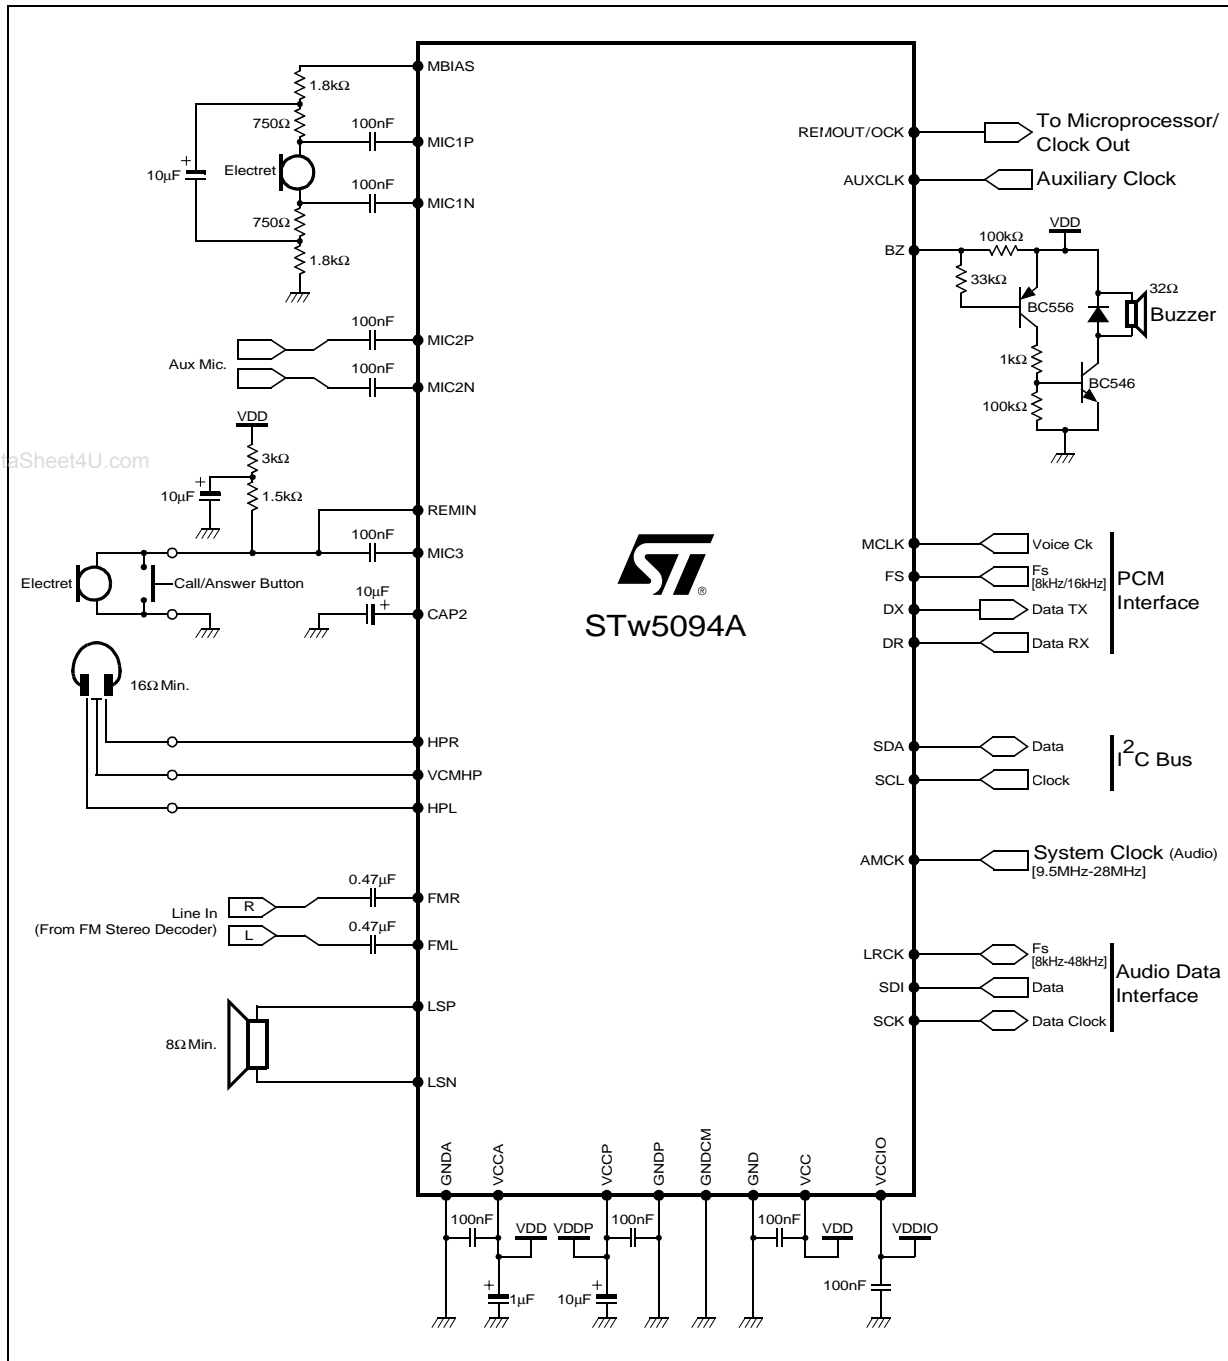 MBIAS
1.8kΩ
750Ω
100nF
MIC1P
10µF
+
Electret
100nF
MIC1N
750Ω
1.8kΩ
100nF
MIC2P
Aux Mic.
100nF
MIC2N
VDD
taSheet4U.com
3kΩ
+
10µF
1.5kΩ
REMIN
100nF
MIC3
Electret
Call/Answer Button
10µF
+
CAP2
16Ω Min.
HPR
VCMHP
HPL
0.47µF
R
FMR
Line In
(From FM Stereo Decoder)
0.47µF
L
FML
LSP
8Ω Min.
LSN
ST
®
STw5094A
REMOUT/OCK
To Microprocessor/
Clock Out
AUXCLK
Auxiliary Clock
VDD
BZ
100kΩ
33kΩ
BC556
32Ω
Buzzer
1kΩ
BC546
100kΩ
MCLK
Voice Ck
FS
Fs
[8kHz/16kHz]
DX
Data TX
DR
Data RX
PCM
Interface
SDA
Data
SCL
Clock
I²C Bus
AMCK
System Clock (Audio)
[9.5MHz-28MHz]
LRCK
Fs
[8kHz-48kHz]
SDI
Data
SCK
Data Clock
Audio Data
Interface
GNDA
VCCA
VCCP
GNDP
GNDCM
GND
VCC
VCCIO
100nF
VDD
VDDP
100nF
100nF
VDD
VDDIO
+
1µF
10µF
+
100nF